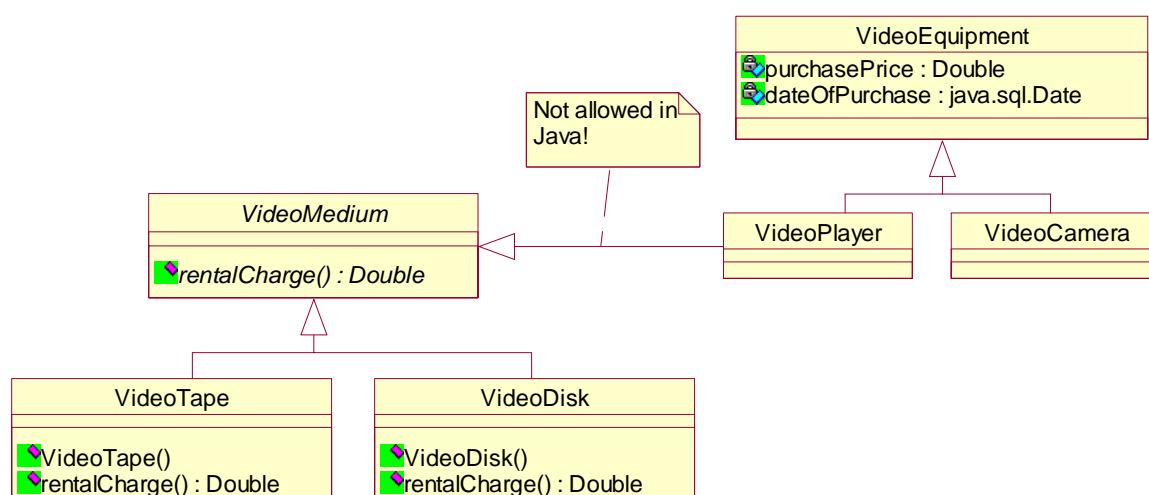 VideoEquipment
purchasePrice : Double
dateOfPurchase : java.sql.Date
Not allowed in
Java!
VideoMedium
rentalCharge() : Double
VideoPlayer
VideoCamera
VideoTape
VideoTape()
rentalCharge() : Double
VideoDisk
VideoDisk()
rentalCharge() : Double